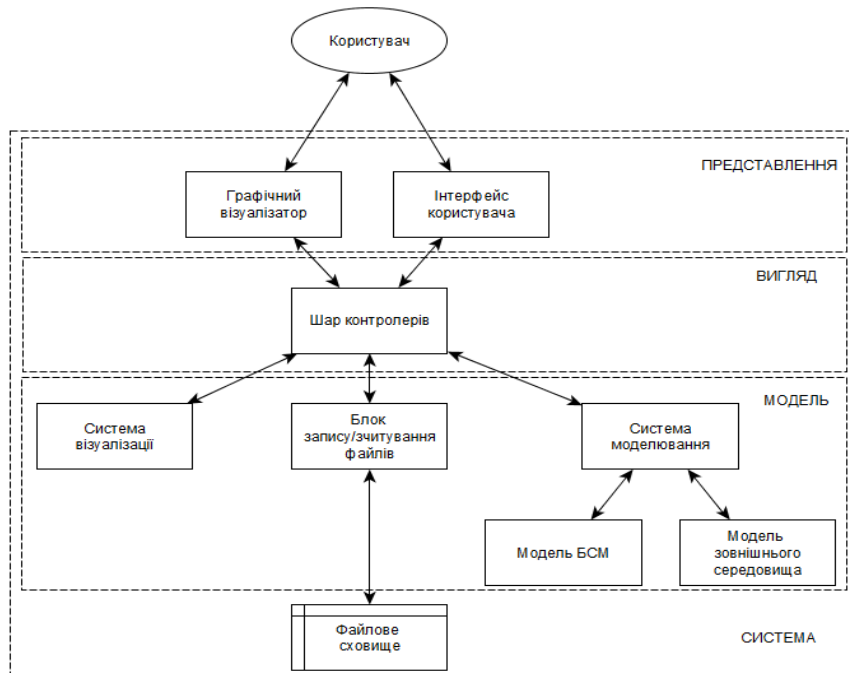 Користувач
ПРЕДСТАВЛЕННЯ
Графічний
візуалізатор
Інтерфейс
користувача
ВИГЛЯД
Шар контролерів
МОДЕЛЬ
Система
візуалізації
Блок
запису/зчитування
файлів
Система
моделювання
Модель БСМ
Модель
зовнішнього
середовища
Файлове
сховище
СИСТЕМА